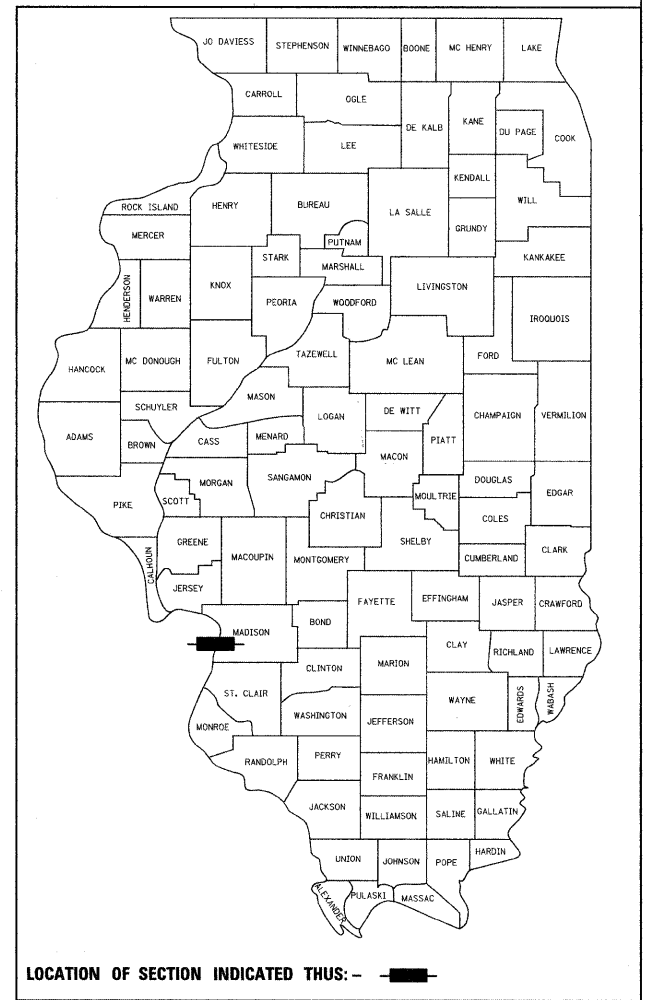 JO DAVIESS STEPHENSON WINNEBAGO BOONE MC HENRY LAKE
CARROLL OGLE
DE KALB KANE DU PAGE COOK
WHITESIDE LEE
KENDALL
ROCK ISLAND HENRY BUREAU LA SALLE WILL
MERCER PUTNAM GRUNDY
STARK MARSHALL KANKAKEE
HENDERSON WARREN KNOX PEORIA WOODFORD LIVINGSTON
IROQUOIS
HANCOCK MC DONOUGH FULTON TAZEWELL MC LEAN FORD
MASON
SCHUYLER LOGAN DE WITT CHAMPAIGN VERMILION
ADAMS BROWN CASS MENARD MACON PIATT
MORGAN SANGAMON DOUGLAS
PIKE SCOTT MOULTRIE EDGAR
CHRISTIAN COLES
GREENE MACOUPIN MONTGOMERY SHELBY
CALHOUN CUMBERLAND CLARK
JERSEY FAYETTE EFFINGHAM JASPER CRAWFORD
MADISON BOND
CLAY RICHLAND LAWRENCE
CLINTON MARION
ST. CLAIR WAYNE EDWARDS WABASH
MONROE WASHINGTON JEFFERSON
RANDOLPH PERRY HAMILTON WHITE
FRANKLIN
JACKSON WILLIAMSON SALINE GALLATIN
UNION JOHNSON POPE HARDIN
ALEXANDER PULASKI MASSAC
LOCATION OF SECTION INDICATED THUS: -